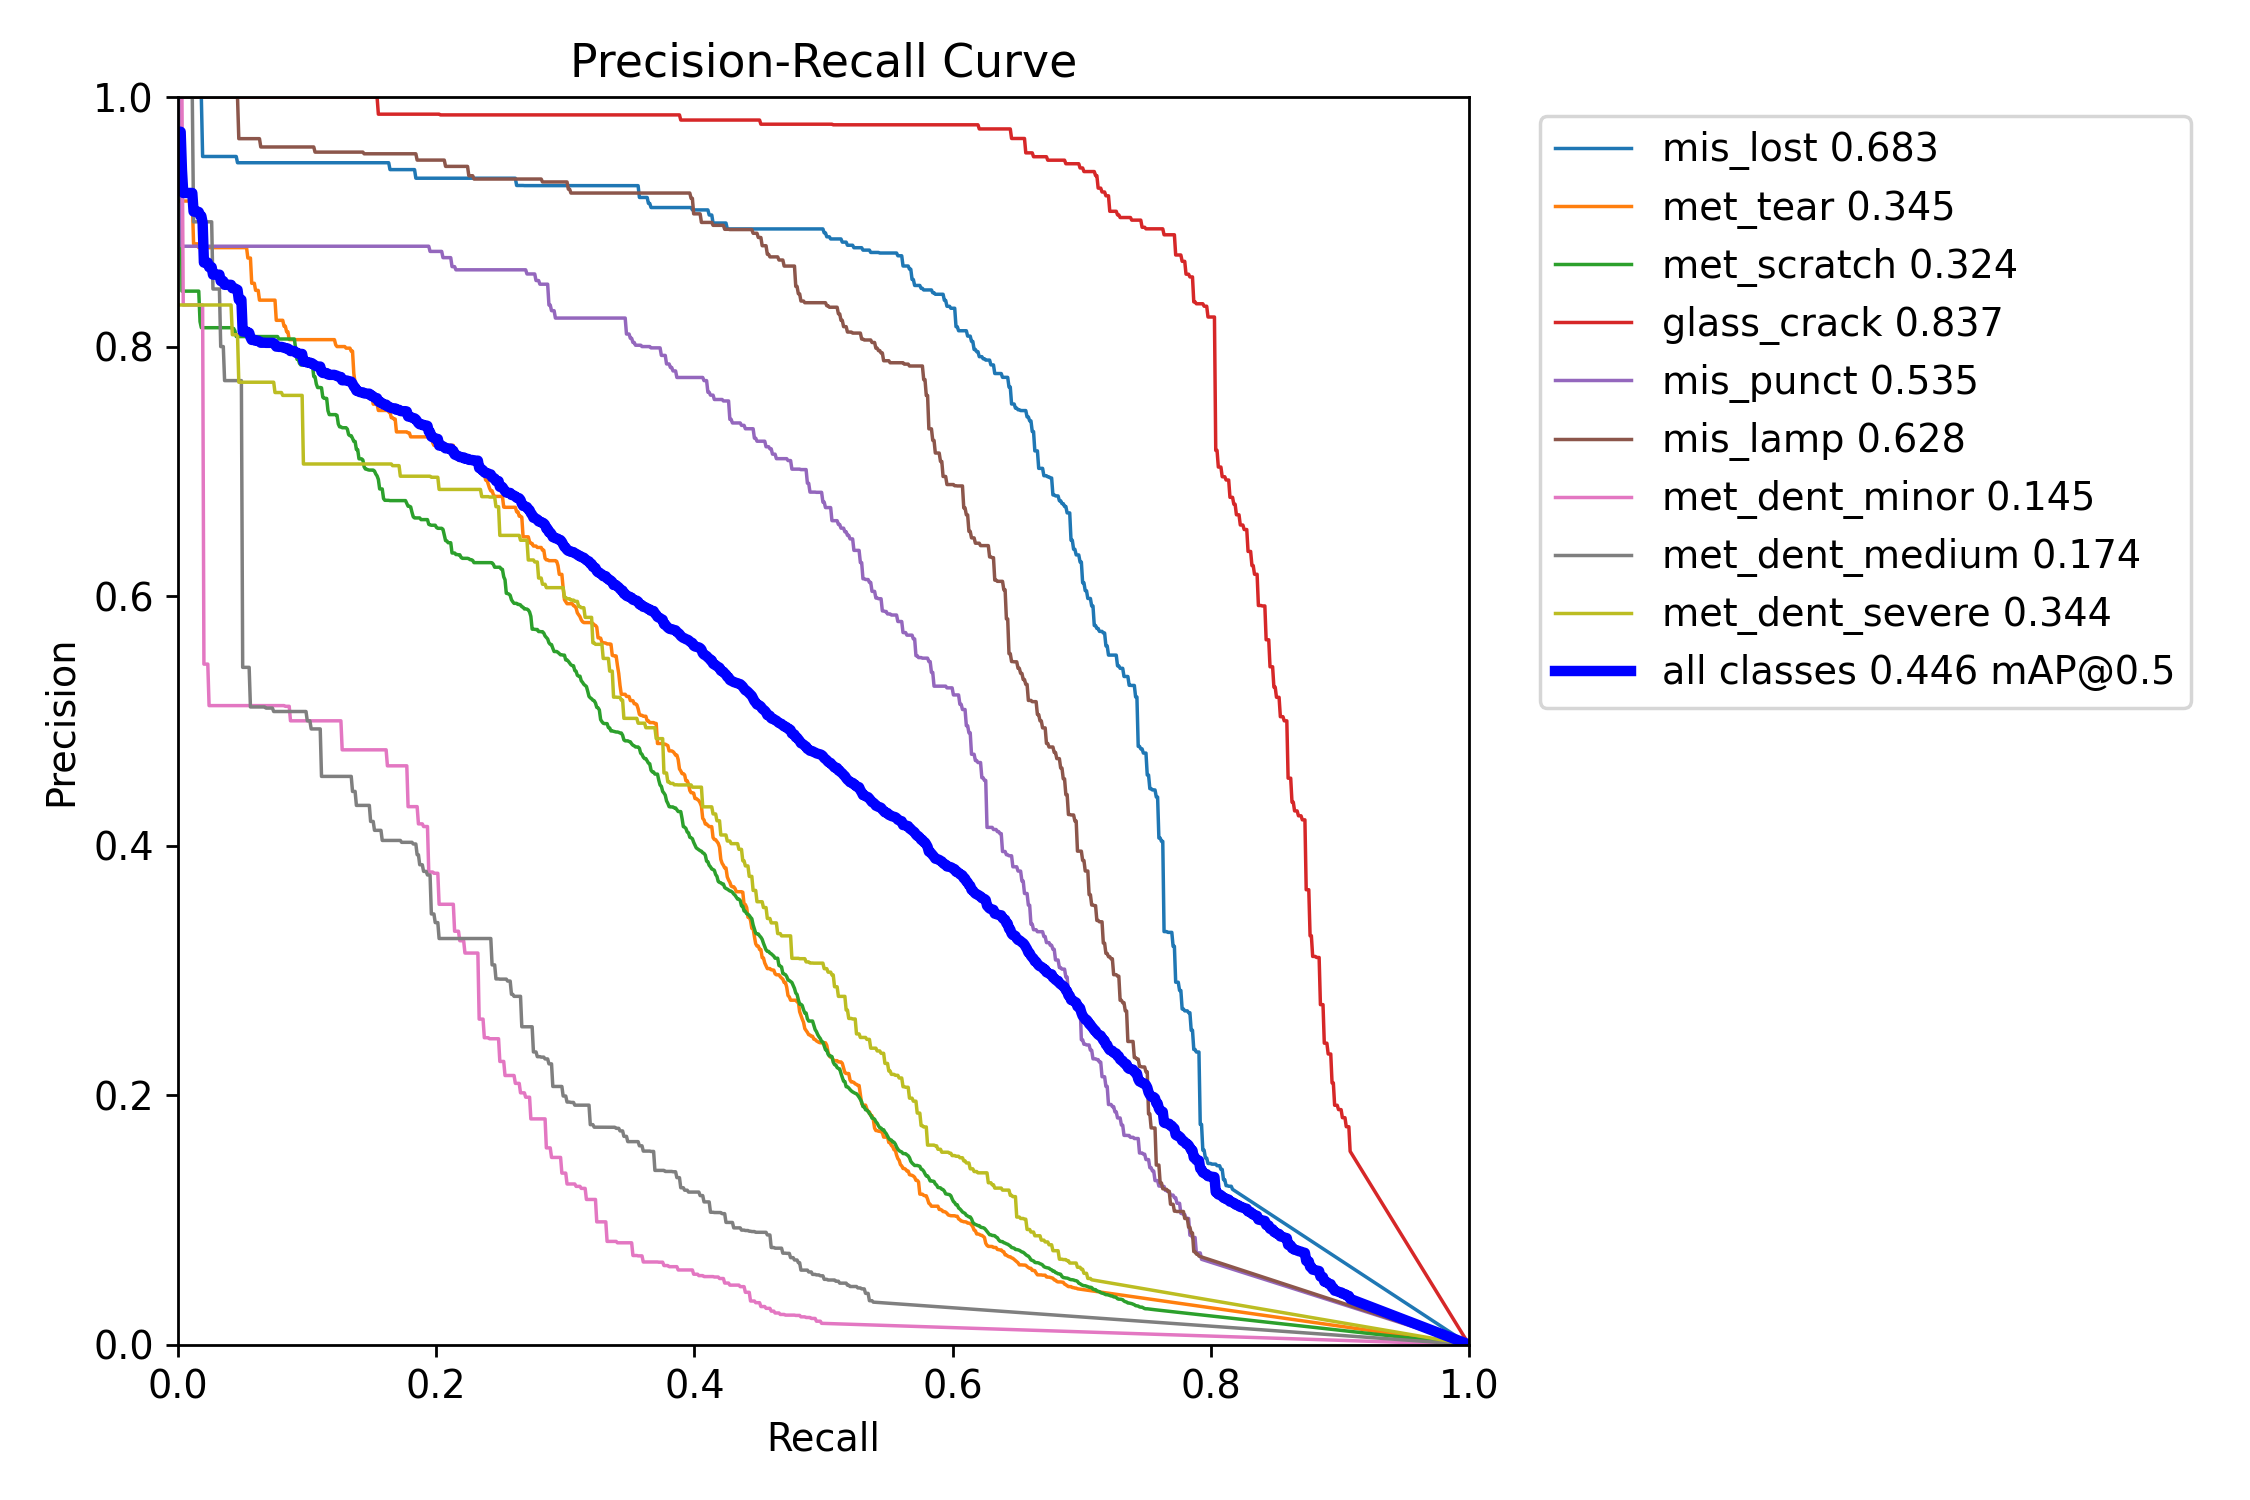 Precision-Recall Curve
1.0
0.8
0.6
0.4
0.2
0.0
Precision
0.0 0.2 0.4 0.6 0.8 1.0
Recall
mis_lost 0.683
met_tear 0.345
met_scratch 0.324
glass_crack 0.837
mis_punct 0.535
mis_lamp 0.628
met_dent_minor 0.145
met_dent_medium 0.174
met_dent_severe 0.344
all classes 0.446 mAP@0.5